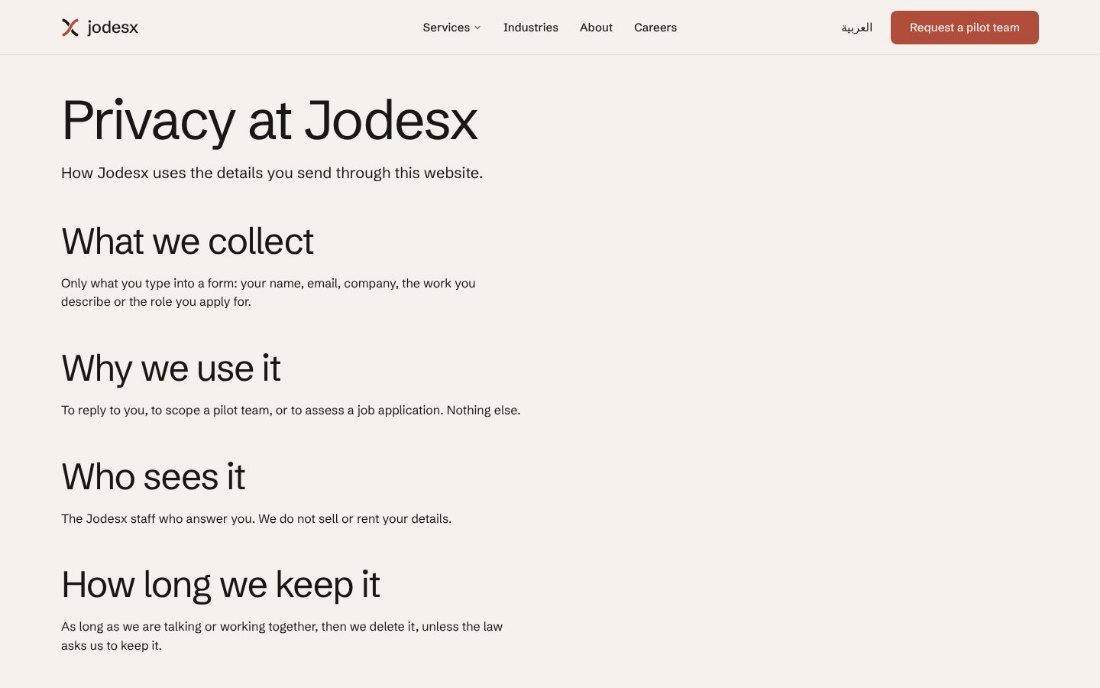 jodesx
Services
Industries
About
Careers
العربية
Request a pilot team
Privacy at Jodesx
How Jodesx uses the details you send through this website.
What we collect
Only what you type into a form: your name, email, company, the work you
describe or the role you apply for.
Why we use it
To reply to you, to scope a pilot team, or to assess a job application. Nothing else.
Who sees it
The Jodesx staff who answer you. We do not sell or rent your details.
How long we keep it
As long as we are talking or working together, then we delete it, unless the law
asks us to keep it.